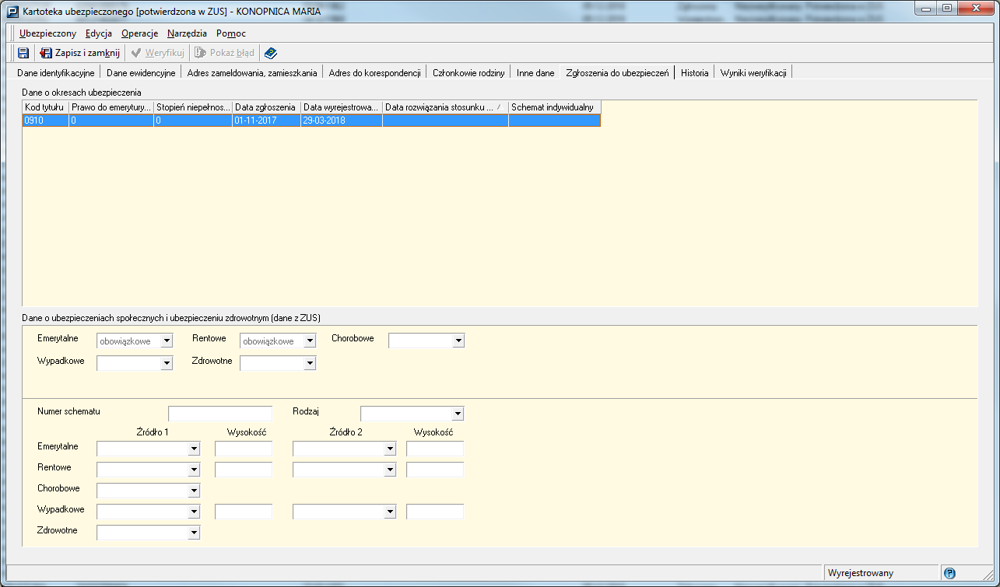 Kartoteka ubezpieczonego [potwierdzona w ZUS] - KONOPNICA MARIA
Ubezpieczony Edycja Operacje Narzędzia Pomoc
Zapisz i zamknij Weryfikuj Pokaż błąd
Dane identyfikacyjne Dane ewidencyjne Adres zameldowania, zamieszkania Adres do korespondencji Członkowie rodziny Inne dane Zgłoszenia do ubezpieczeń Historia Wyniki weryfikacji
Dane o okresach ubezpieczenia
Kod tytułu Prawo do emerytury... Stopień niepełnos... Data zgłoszenia Data wyrejestrowa... Data rozwiązania stosunku ... Schemat indywidualny
0910 0 0 01-11-2017 29-03-2018
Dane o ubezpieczeniach społecznych i ubezpieczeniu zdrowotnym (dane z ZUS)
Emerytalne obowiązkowe Rentowe obowiązkowe Chorobowe
Wypadkowe Zdrowotne
Numer schematu Rodzaj
Źródło 1 Wysokość Źródło 2 Wysokość
Emerytalne
Rentowe
Chorobowe
Wypadkowe
Zdrowotne
Wyrejestrowany